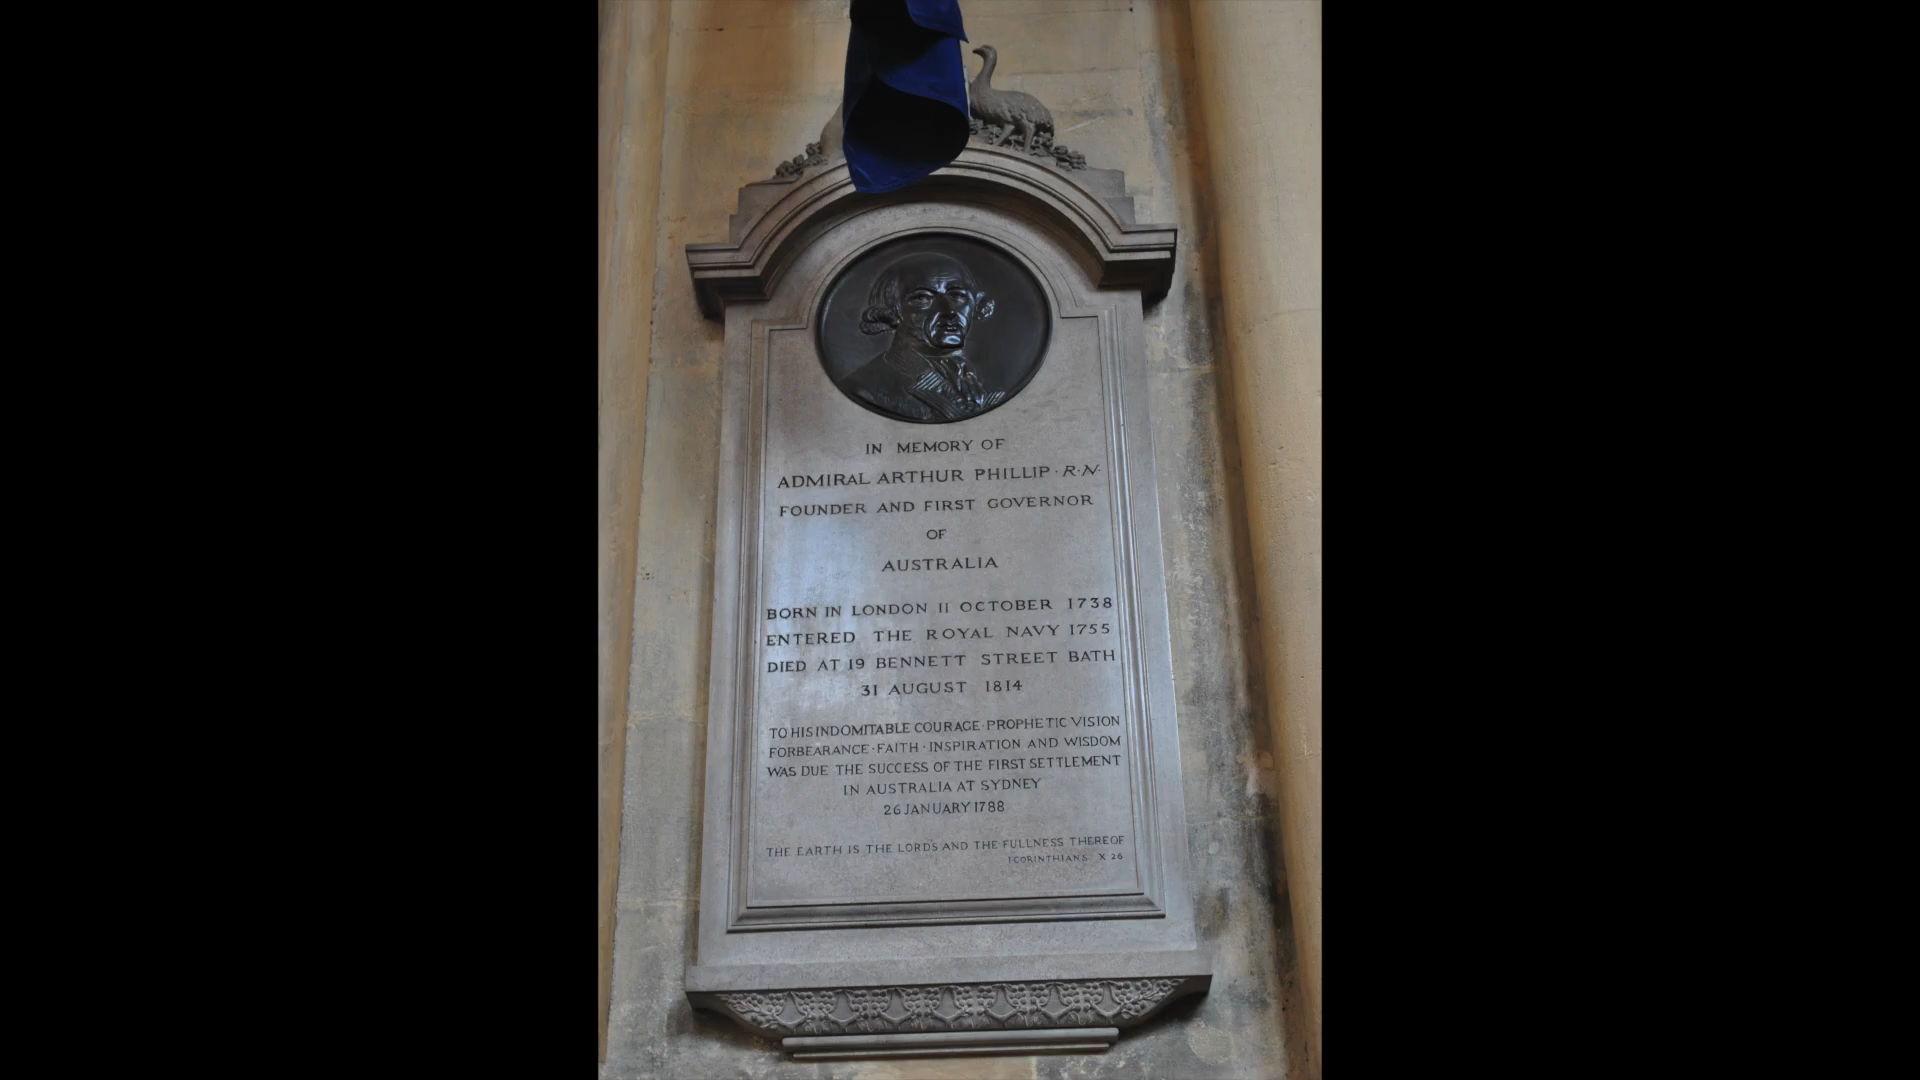 IN MEMORY OF
ADMIRAL ARTHUR PHILLIP · R·N·
FOUNDER AND FIRST GOVERNOR
OF
AUSTRALIA
BORN IN LONDON 11 OCTOBER 1738
ENTERED THE ROYAL NAVY 1755
DIED AT 19 BENNETT STREET BATH
31 AUGUST 1814
TO HIS INDOMITABLE COURAGE · PROPHETIC VISION
FORBEARANCE · FAITH · INSPIRATION AND WISDOM
WAS DUE THE SUCCESS OF THE FIRST SETTLEMENT
IN AUSTRALIA AT SYDNEY
26 JANUARY 1788
THE EARTH IS THE LORDS AND THE FULLNESS THEREOF
I CORINTHIANS X 26